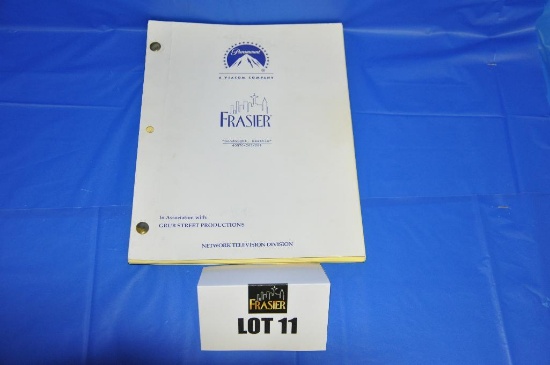 Paramount
A VIACOM COMPANY
FRASIER
In Association with
GRUB STREET PRODUCTIONS
NETWORK TELEVISION DIVISION
FRASIER
LOT 11